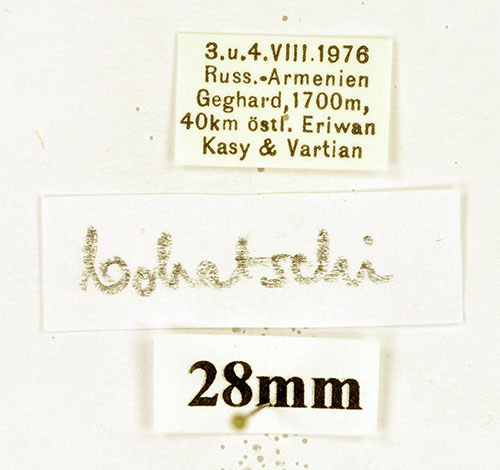 3.u.4.VIII.1976
Russ.-Armenien
Geghard, 1700m,
40km östl. Eriwan
Kasy & Vartian
bohatschi
28mm